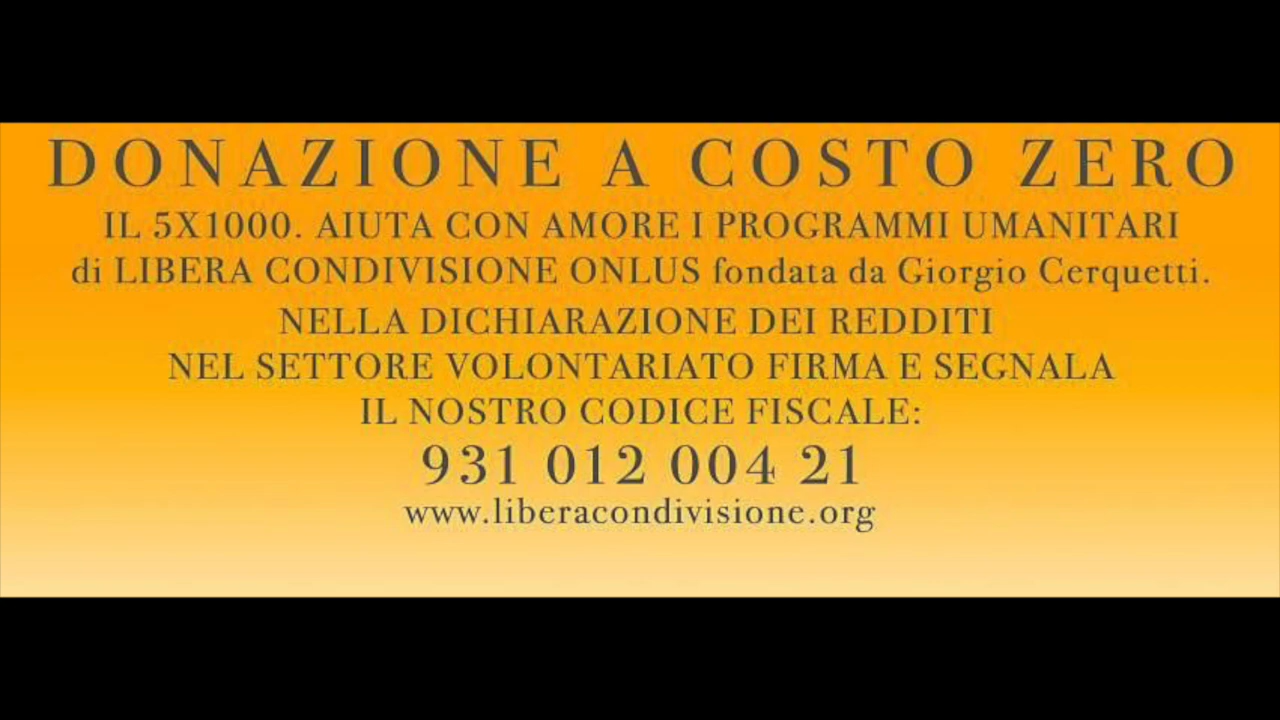 DONAZIONE A COSTO ZERO
IL 5X1000. AIUTA CON AMORE I PROGRAMMI UMANITARI
di LIBERA CONDIVISIONE ONLUS fondata da Giorgio Cerquetti.
NELLA DICHIARAZIONE DEI REDDITI
NEL SETTORE VOLONTARIATO FIRMA E SEGNALA
IL NOSTRO CODICE FISCALE:
931 012 004 21
www.liberacondivisione.org